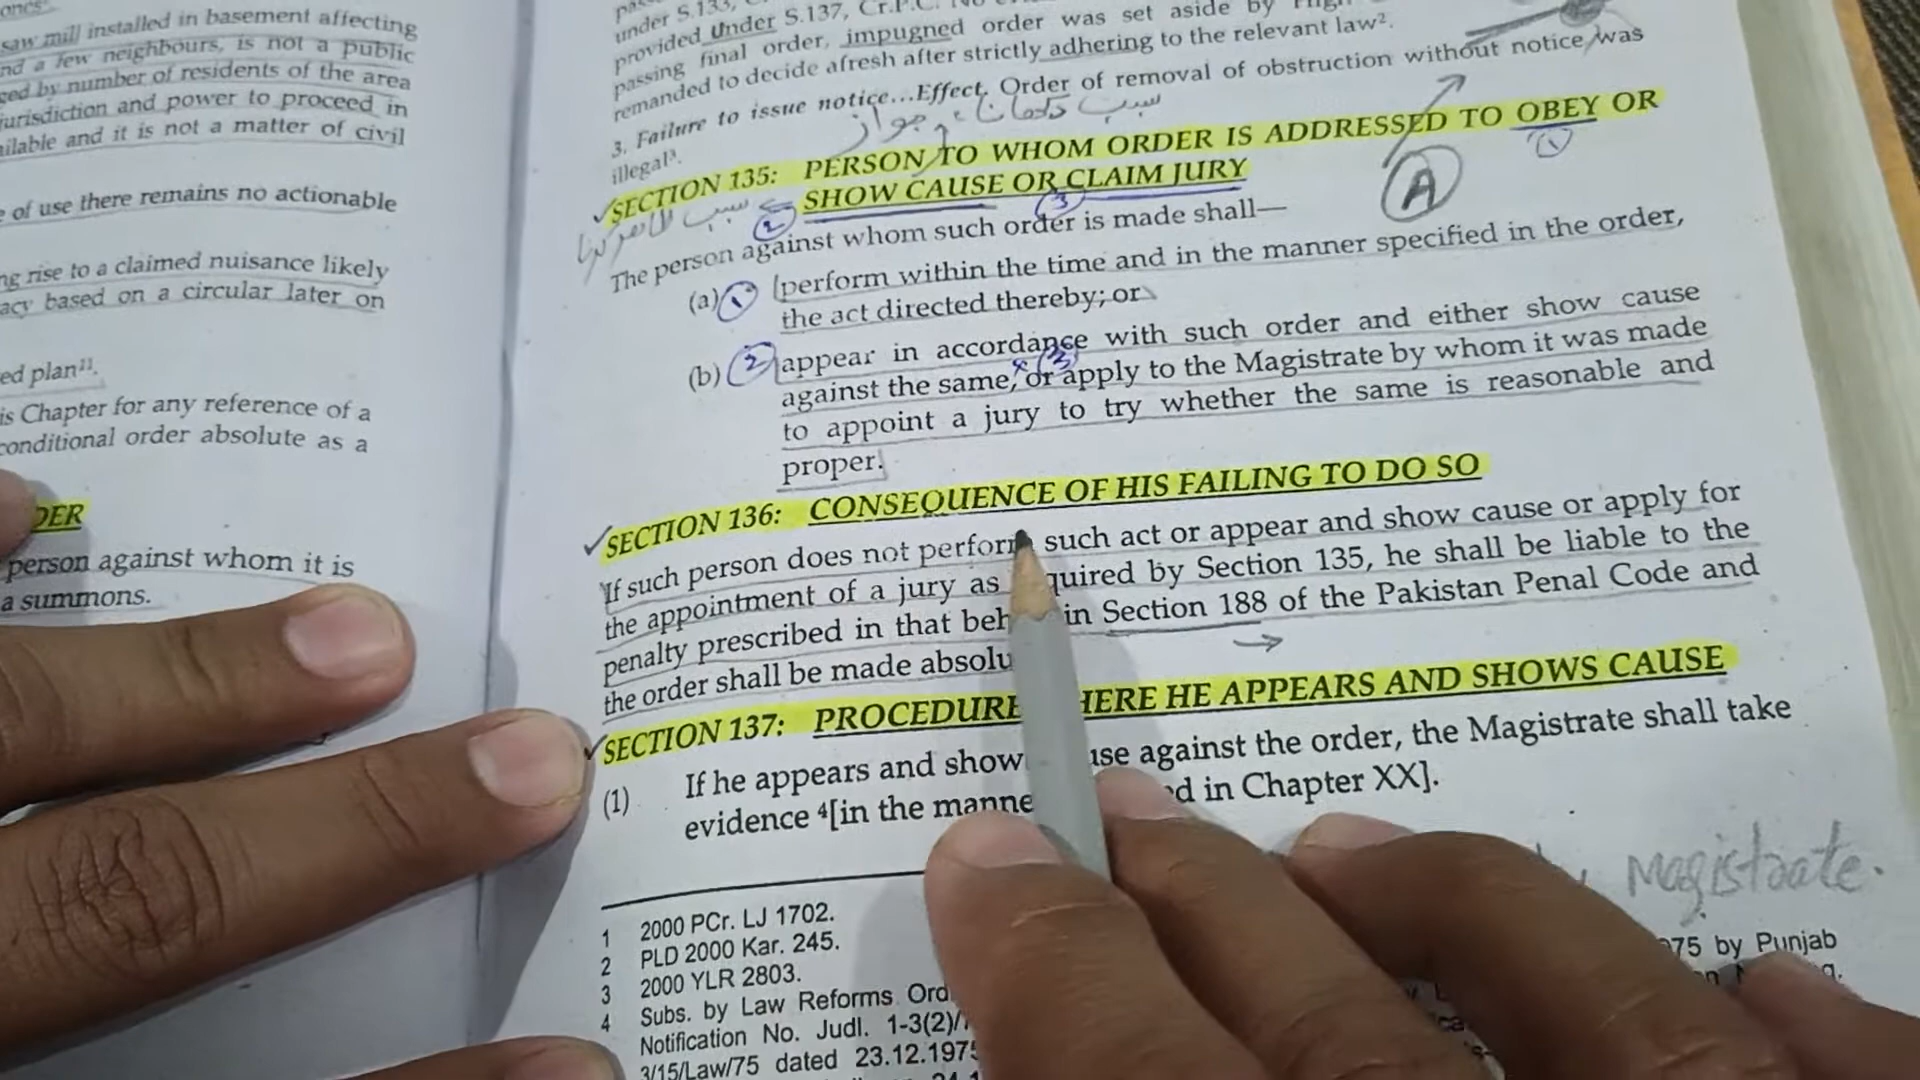 saw mill installed in basement affecting
nd a few neighbours, is not a public
ged by number of residents of the area
jurisdiction and power to proceed in
ailable and it is not a matter of civil
e of use there remains no actionable
ng rise to a claimed nuisance likely
acy based on a circular later on
ed plan¹¹.
is Chapter for any reference of a
conditional order absolute as a
DER
person against whom it is
a summons.
under S.133,
provided under S.137, Cr.P.C.
passing final order, impugned order was set aside by High
remanded to decide afresh after strictly adhering to the relevant law².
3. Failure to issue notice...Effect. Order of removal of obstruction without notice was
illegal³.
SECTION 135: PERSON TO WHOM ORDER IS ADDRESSED TO OBEY OR
SHOW CAUSE OR CLAIM JURY
A
The person against whom such order is made shall—
(a) 1 [perform within the time and in the manner specified in the order,
the act directed thereby; or
(b) 2 appear in accordance with such order and either show cause
against the same, or apply to the Magistrate by whom it was made
to appoint a jury to try whether the same is reasonable and
proper.
SECTION 136: CONSEQUENCE OF HIS FAILING TO DO SO
If such person does not perform such act or appear and show cause or apply for
the appointment of a jury as quired by Section 135, he shall be liable to the
penalty prescribed in that beh in Section 188 of the Pakistan Penal Code and
the order shall be made absolu
SECTION 137: PROCEDURE HERE HE APPEARS AND SHOWS CAUSE
(1) If he appears and show use against the order, the Magistrate shall take
evidence ⁴[in the manne d in Chapter XX].
Magistrate.
1 2000 PCr. LJ 1702.
2 PLD 2000 Kar. 245.
3 2000 YLR 2803.
4 Subs. by Law Reforms Ord 975 by Punjab
Notification No. Judl. 1-3(2)/
3/15/Law/75 dated 23.12.1975